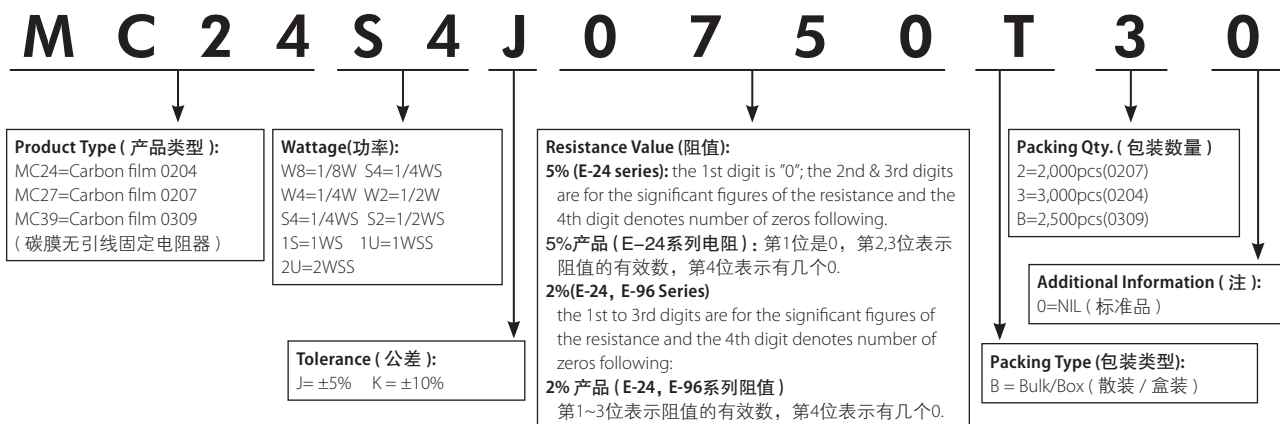 MC24S4J0750T30
Product Type ( 产品类型 ):
MC24=Carbon film 0204
MC27=Carbon film 0207
MC39=Carbon film 0309
( 碳膜无引线固定电阻器 )
Wattage(功率):
W8=1/8W S4=1/4WS
W4=1/4W W2=1/2W
S4=1/4WS S2=1/2WS
1S=1WS 1U=1WSS
2U=2WSS
Tolerance ( 公差 ):
J= ±5% K = ±10%
Resistance Value (阻值):
5% (E-24 series): the 1st digit is "0"; the 2nd & 3rd digits
are for the significant figures of the resistance and the
4th digit denotes number of zeros following.
5%产品 ( E-24系列电阻 ) : 第1位是0，第2,3位表示
阻值的有效数，第4位表示有几个0.
2%(E-24, E-96 Series)
the 1st to 3rd digits are for the significant figures of
the resistance and the 4th digit denotes number of
zeros following:
2% 产品 ( E-24, E-96系列阻值 )
第1~3位表示阻值的有效数，第4位表示有几个0.
Packing Qty. ( 包装数量 )
2=2,000pcs(0207)
3=3,000pcs(0204)
B=2,500pcs(0309)
Additional Information ( 注 ):
0=NIL ( 标准品 )
Packing Type (包装类型):
B = Bulk/Box ( 散装 / 盒装 )